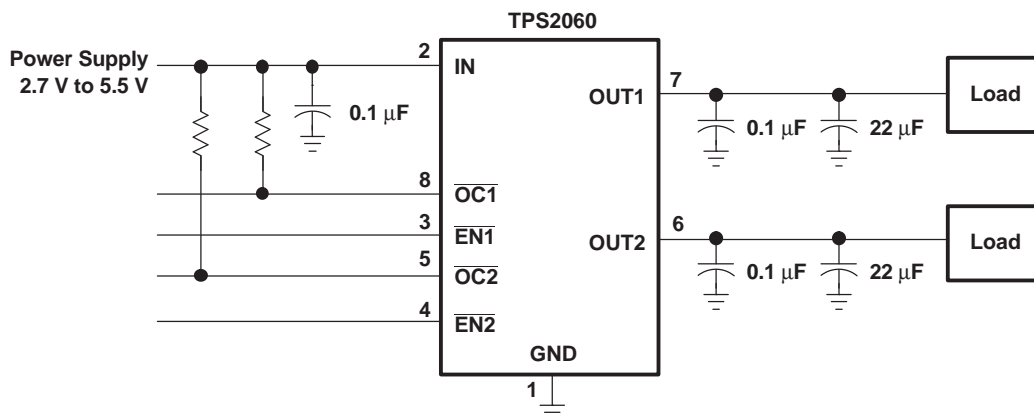 TPS2060
Power Supply
2.7 V to 5.5 V
2
IN
0.1 μF
8
OC1
3
EN1
5
OC2
4
EN2
GND
1
OUT1
7
0.1 μF
22 μF
Load
OUT2
6
0.1 μF
22 μF
Load